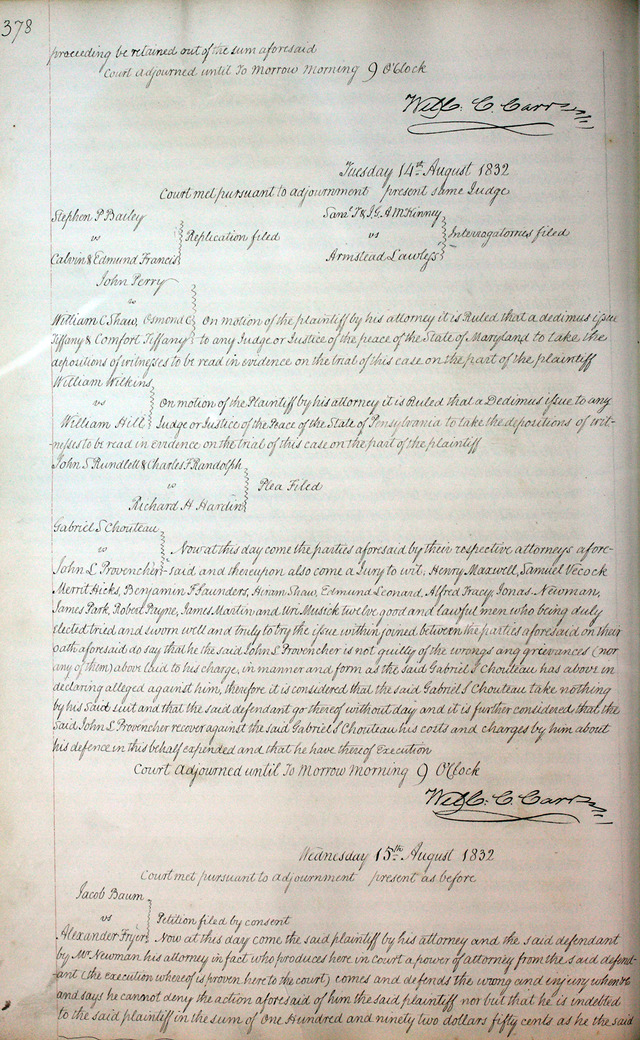 378
proceeding be retained out of the sum aforesaid
Court adjourned until To Morrow Morning 9 O'Clock
Will. C. Carr
Tuesday 14th August 1832
Court met pursuant to adjournment present same Judge
Stephen P Bailey
vs
Calvin & Edmund Francis
Replication filed
Saml T & J. G. A McKinney
vs
Armstead Lawless
Interrogatories filed
John Perry
vs
William C Shaw, Osmond C On motion of the plaintiff by his attorney it is Ruled that a dedimus issue
Tiffany & Comfort Tiffany to any Judge or Justice of the peace of the State of Maryland to take the
depositions of witnesses to be read in evidence on the trial of this case on the part of the plaintiff
William Wilkins
vs On motion of the Plaintiff by his attorney it is Ruled that a Dedimus issue to any
William Hill Judge or Justice of the Peace of the State of Pensylvania to take the depositions of wit-
-nesses to be read in evidence on the trial of this case on the part of the plaintiff
John S Rundlett & Charles F Randolph
vs
Richard H Hardin
Plea Filed
Gabriel S Chouteau
vs Now at this day come the parties aforesaid by their respective attorneys afore-
John L Provencher -said and thereupon also come a Jury to wit, Henry Maxwell, Samuel Vecock
Merrit Hicks, Benjamin F Saunders, Hiram Shaw, Edmund Leonard, Alfred Tracy, Jonas Newman,
James Park, Robert Payne, James Martin and Uri Musick twelve good and lawful men who being duly
elected tried and sworn well and truly to try the issue within joined between the parties aforesaid on their
oath aforesaid do say that he the said John L Provencher is not guilty of the wrongs ang grievances (nor
any of them) above laid to his charge, in manner and form as the said Gabriel S Chouteau has above in
declaring alleged against him, therefore it is considered that the said Gabriel S Chouteau take nothing
by his said suit and that the said defendant go thereof without day and it is further considered that the
said John L Provencher recover against the said Gabriel S Chouteau his costs and charges by him about
his defence in this behalf expended and that he have thereof Execution
Court adjourned until To Morrow Morning 9 O'Clock
Will. C. Carr
Wednesday 15th August 1832
Court met pursuant to adjournment present as before
Jacob Baum
vs Petition filed by consent
Alexander Fryer Now at this day come the said plaintiff by his attorney and the said defendant
by Mr Newman his attorney in fact who produces here in court a power of attorney from the said defend-
-ant (the execution whereof is proven here to the court) comes and defends the wrong and injury when &c
and says he cannot deny the action aforesaid of him the said plaintiff nor but that he is indebted
to the said plaintiff in the sum of One Hundred and ninety two dollars fifty cents as he the said